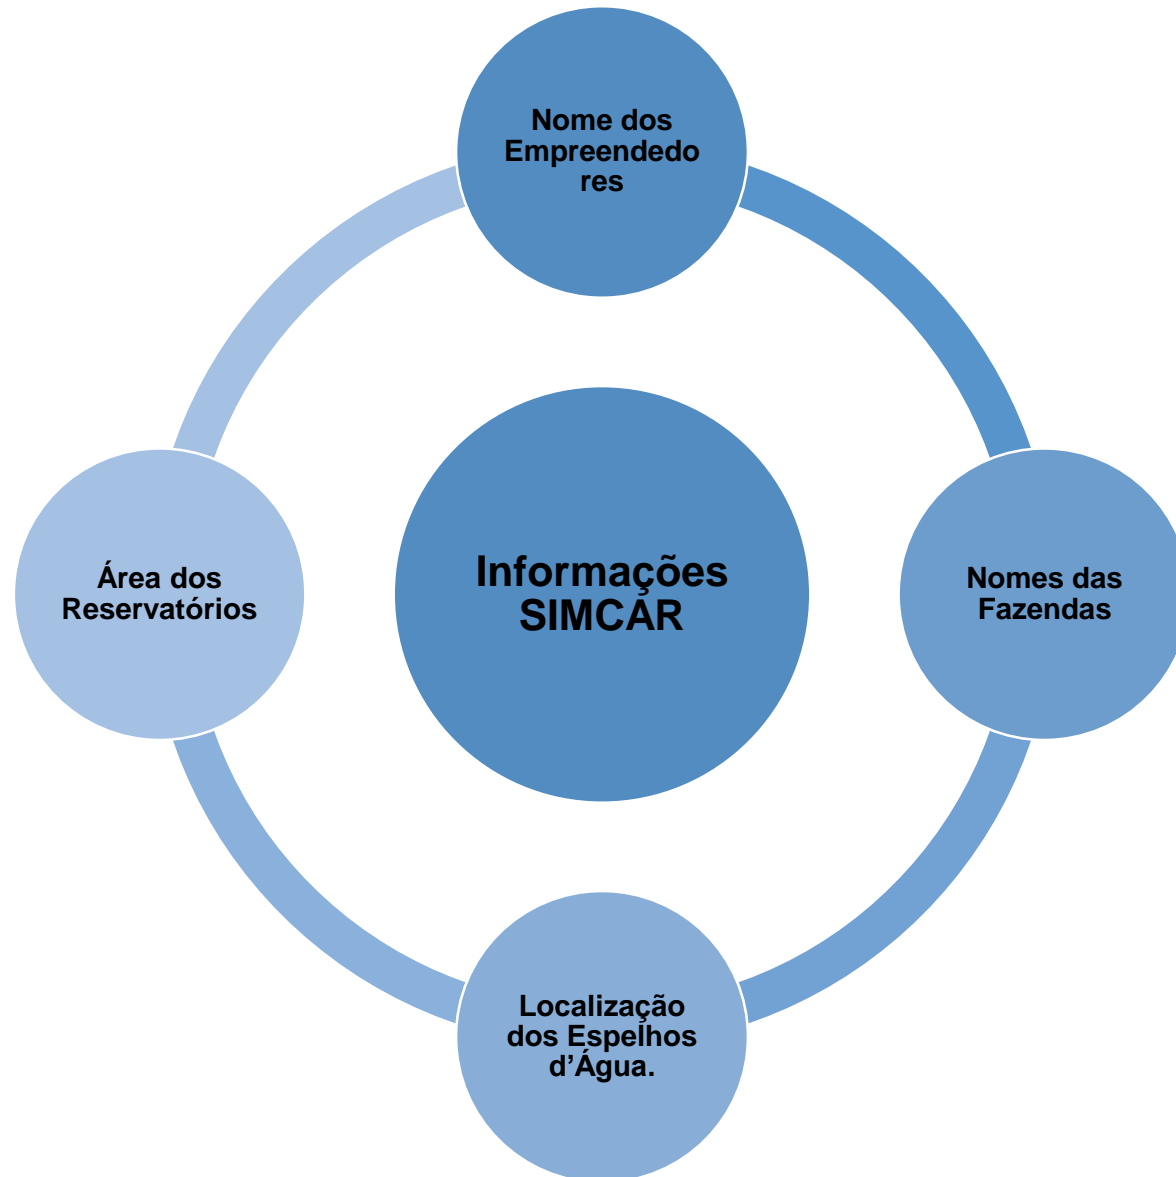 Nome dos
Empreendedo
res
Informações
SIMCAR
Nomes das
Fazendas
Localização
dos Espelhos
d’Água.
Área dos
Reservatórios